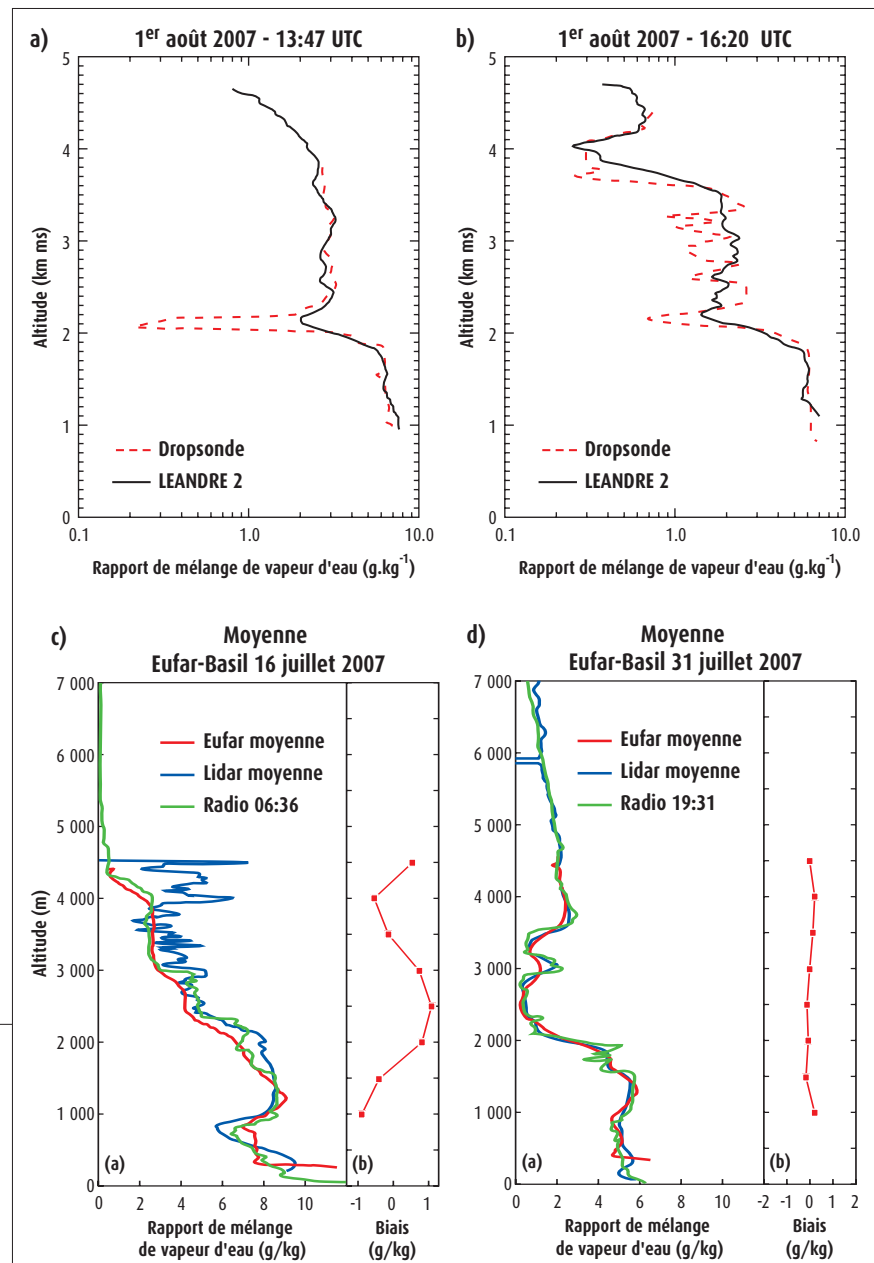 a)
1er août 2007 - 13:47 UTC
5
4
3
2
1
0
Altitude (km ms)
Dropsonde
LEANDRE 2
0.1
1.0
10.0
Rapport de mélange de vapeur d'eau (g.kg-1)
b)
1er août 2007 - 16:20 UTC
5
4
3
2
1
0
Altitude (km ms)
Dropsonde
LEANDRE 2
0.1
1.0
10.0
Rapport de mélange de vapeur d'eau (g.kg-1)
c)
Moyenne
Eufar-Basil 16 juillet 2007
7 000
6 000
5 000
4 000
3 000
2 000
1 000
0
Altitude (m)
Eufar moyenne
Lidar moyenne
Radio 06:36
(a)
(b)
0 2 4 6 8 10
-1 0 1
Rapport de mélange
de vapeur d'eau (g/kg)
Biais
(g/kg)
d)
Moyenne
Eufar-Basil 31 juillet 2007
7 000
6 000
5 000
4 000
3 000
2 000
1 000
0
Eufar moyenne
Lidar moyenne
Radio 19:31
(a)
(b)
0 2 4 6 8 10
-2 -1 0 1 2
Rapport de mélange
de vapeur d'eau (g/kg)
Biais
(g/kg)